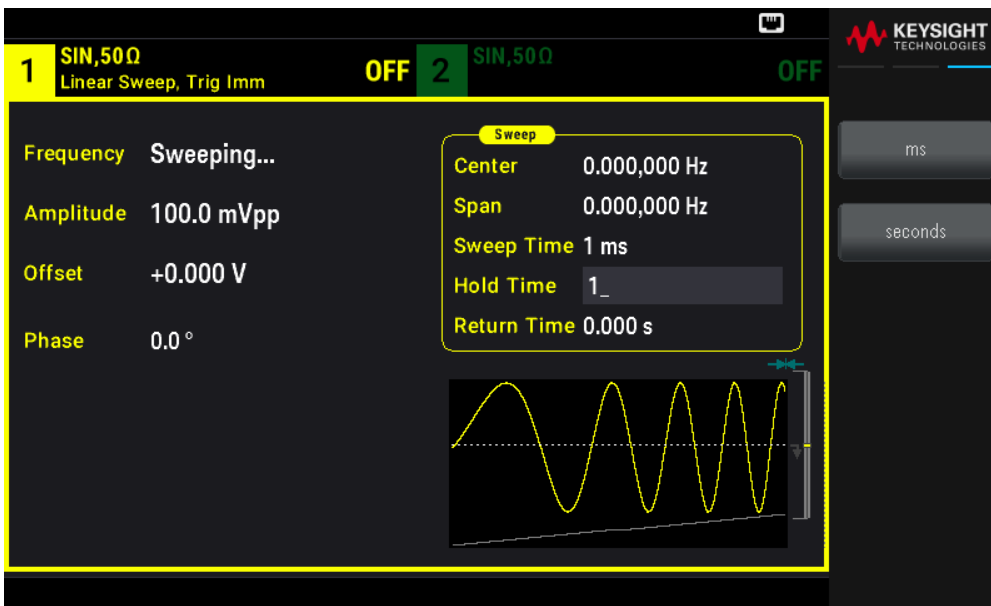 KEYSIGHT
TECHNOLOGIES
1 SIN,50Ω OFF
Linear Sweep, Trig Imm
2 SIN,50Ω OFF
Frequency Sweeping...
Amplitude 100.0 mVpp
Offset +0.000 V
Phase 0.0 °
Sweep
Center 0.000,000 Hz
Span 0.000,000 Hz
Sweep Time 1 ms
Hold Time 1_
Return Time 0.000 s
ms
seconds